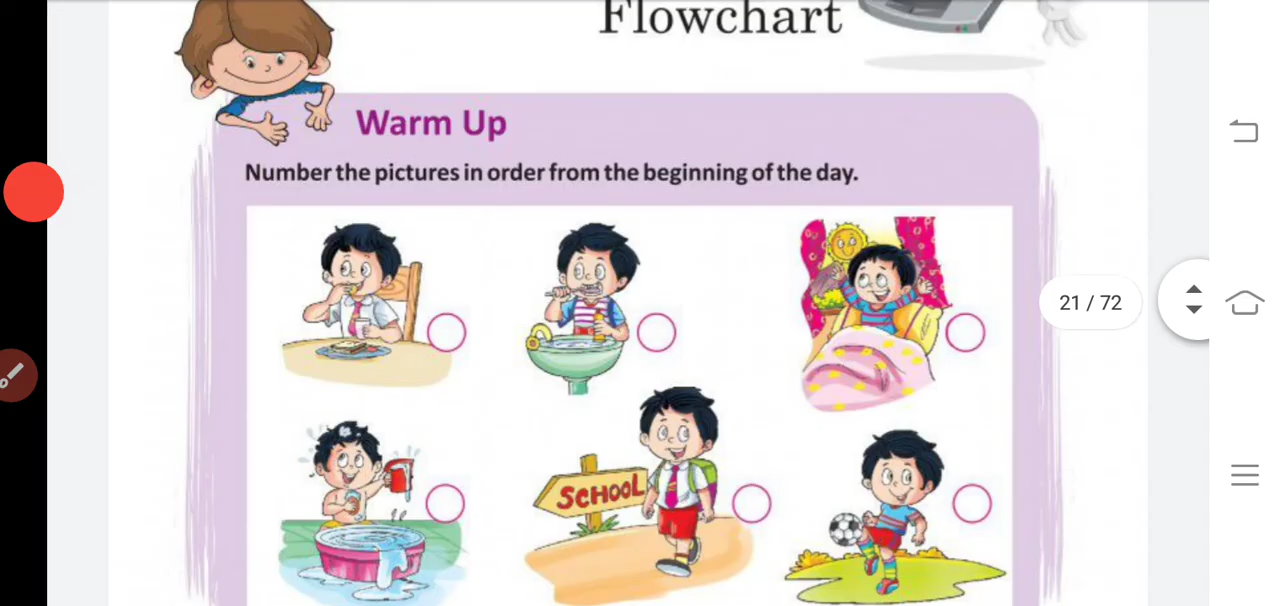 Flowchart
Warm Up
Number the pictures in order from the beginning of the day.
21 / 72
SCHOOL